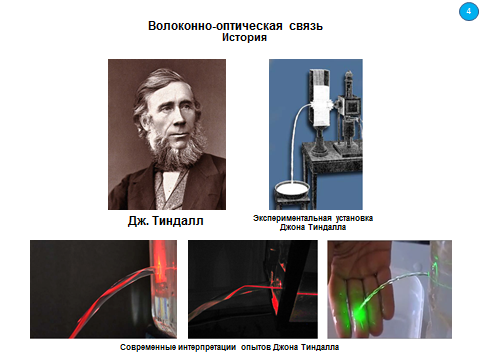 4
Волоконно-оптическая связь
История
Дж. Тиндалл
Экспериментальная установка
Джона Тиндалла
Современные интерпретации опытов Джона Тиндалла